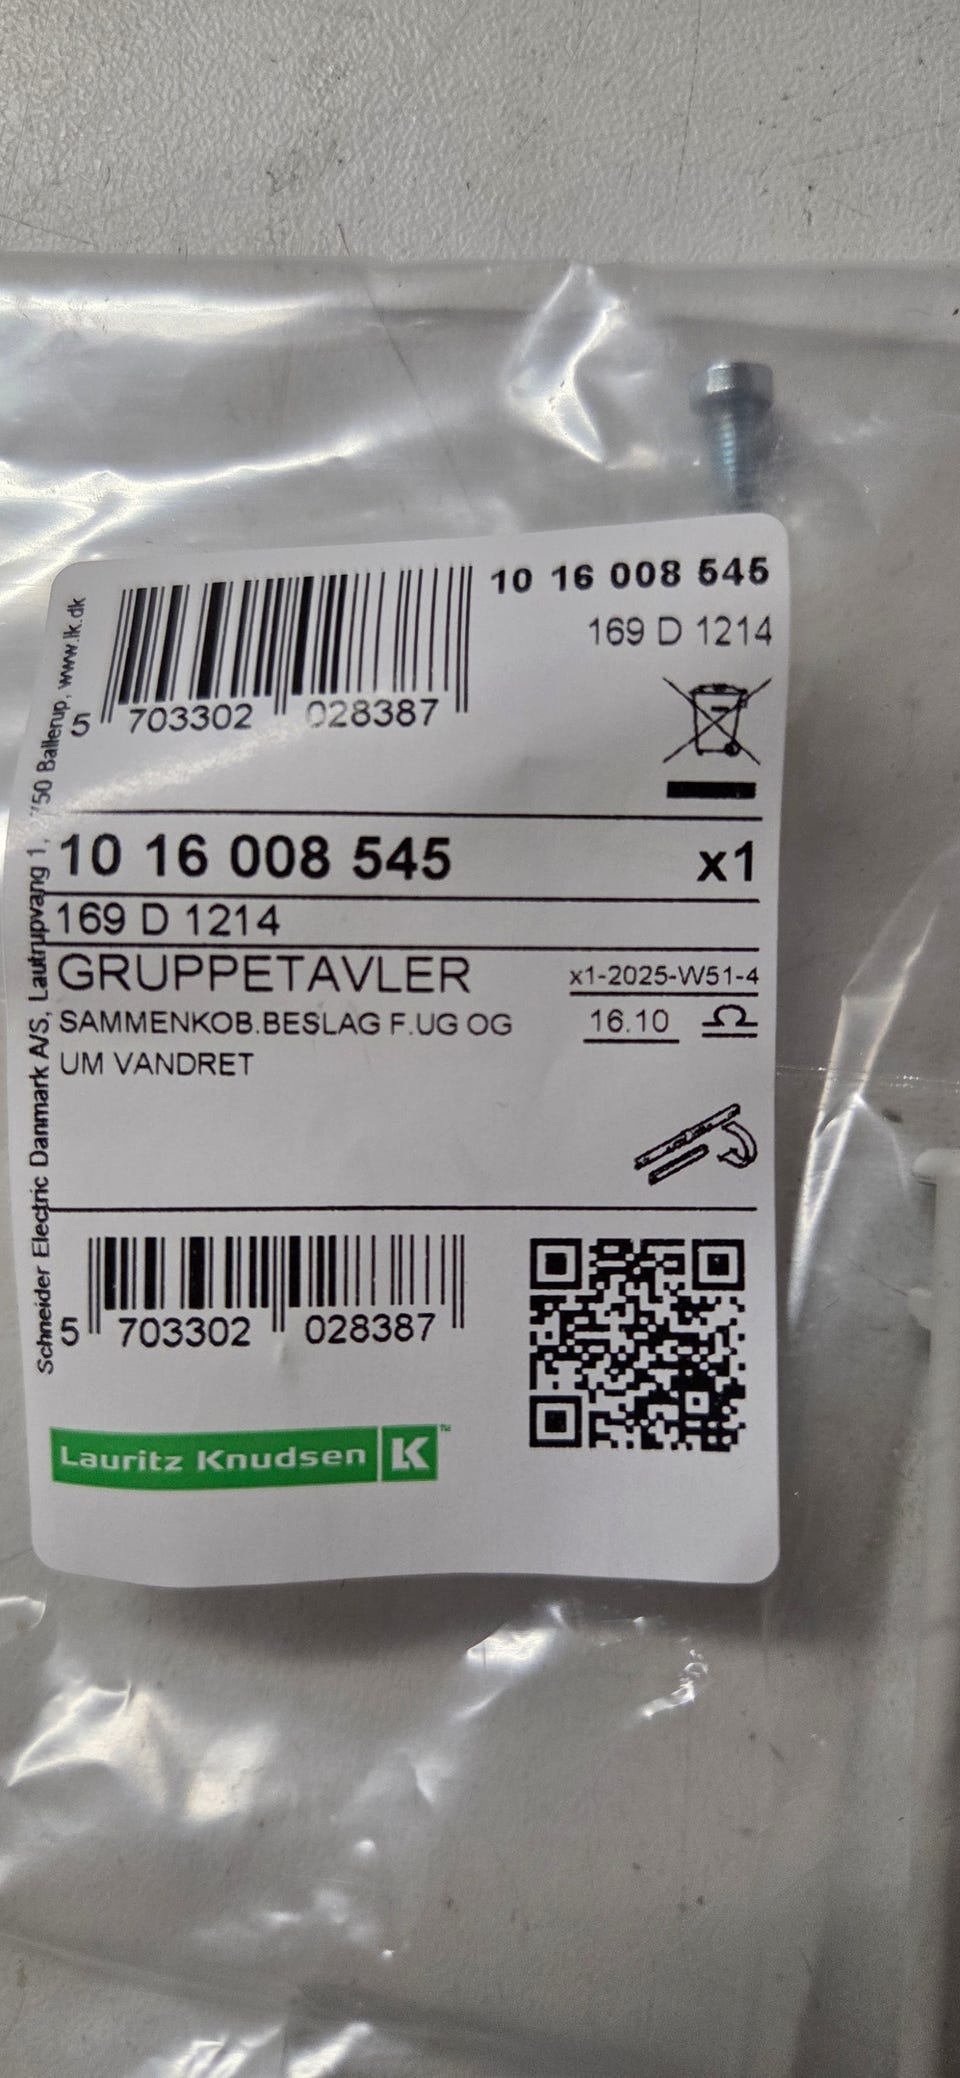 10 16 008 545
169 D 1214
5 703302 028387
10 16 008 545 x1
169 D 1214
GRUPPETAVLER x1-2025-W51-4
SAMMENKOB.BESLAG F.UG OG 16.10
UM VANDRET
5 703302 028387
Lauritz Knudsen LK™
Schneider Electric Danmark A/S, Lautrupvang 1, 50 Ballerup, www.lk.dk